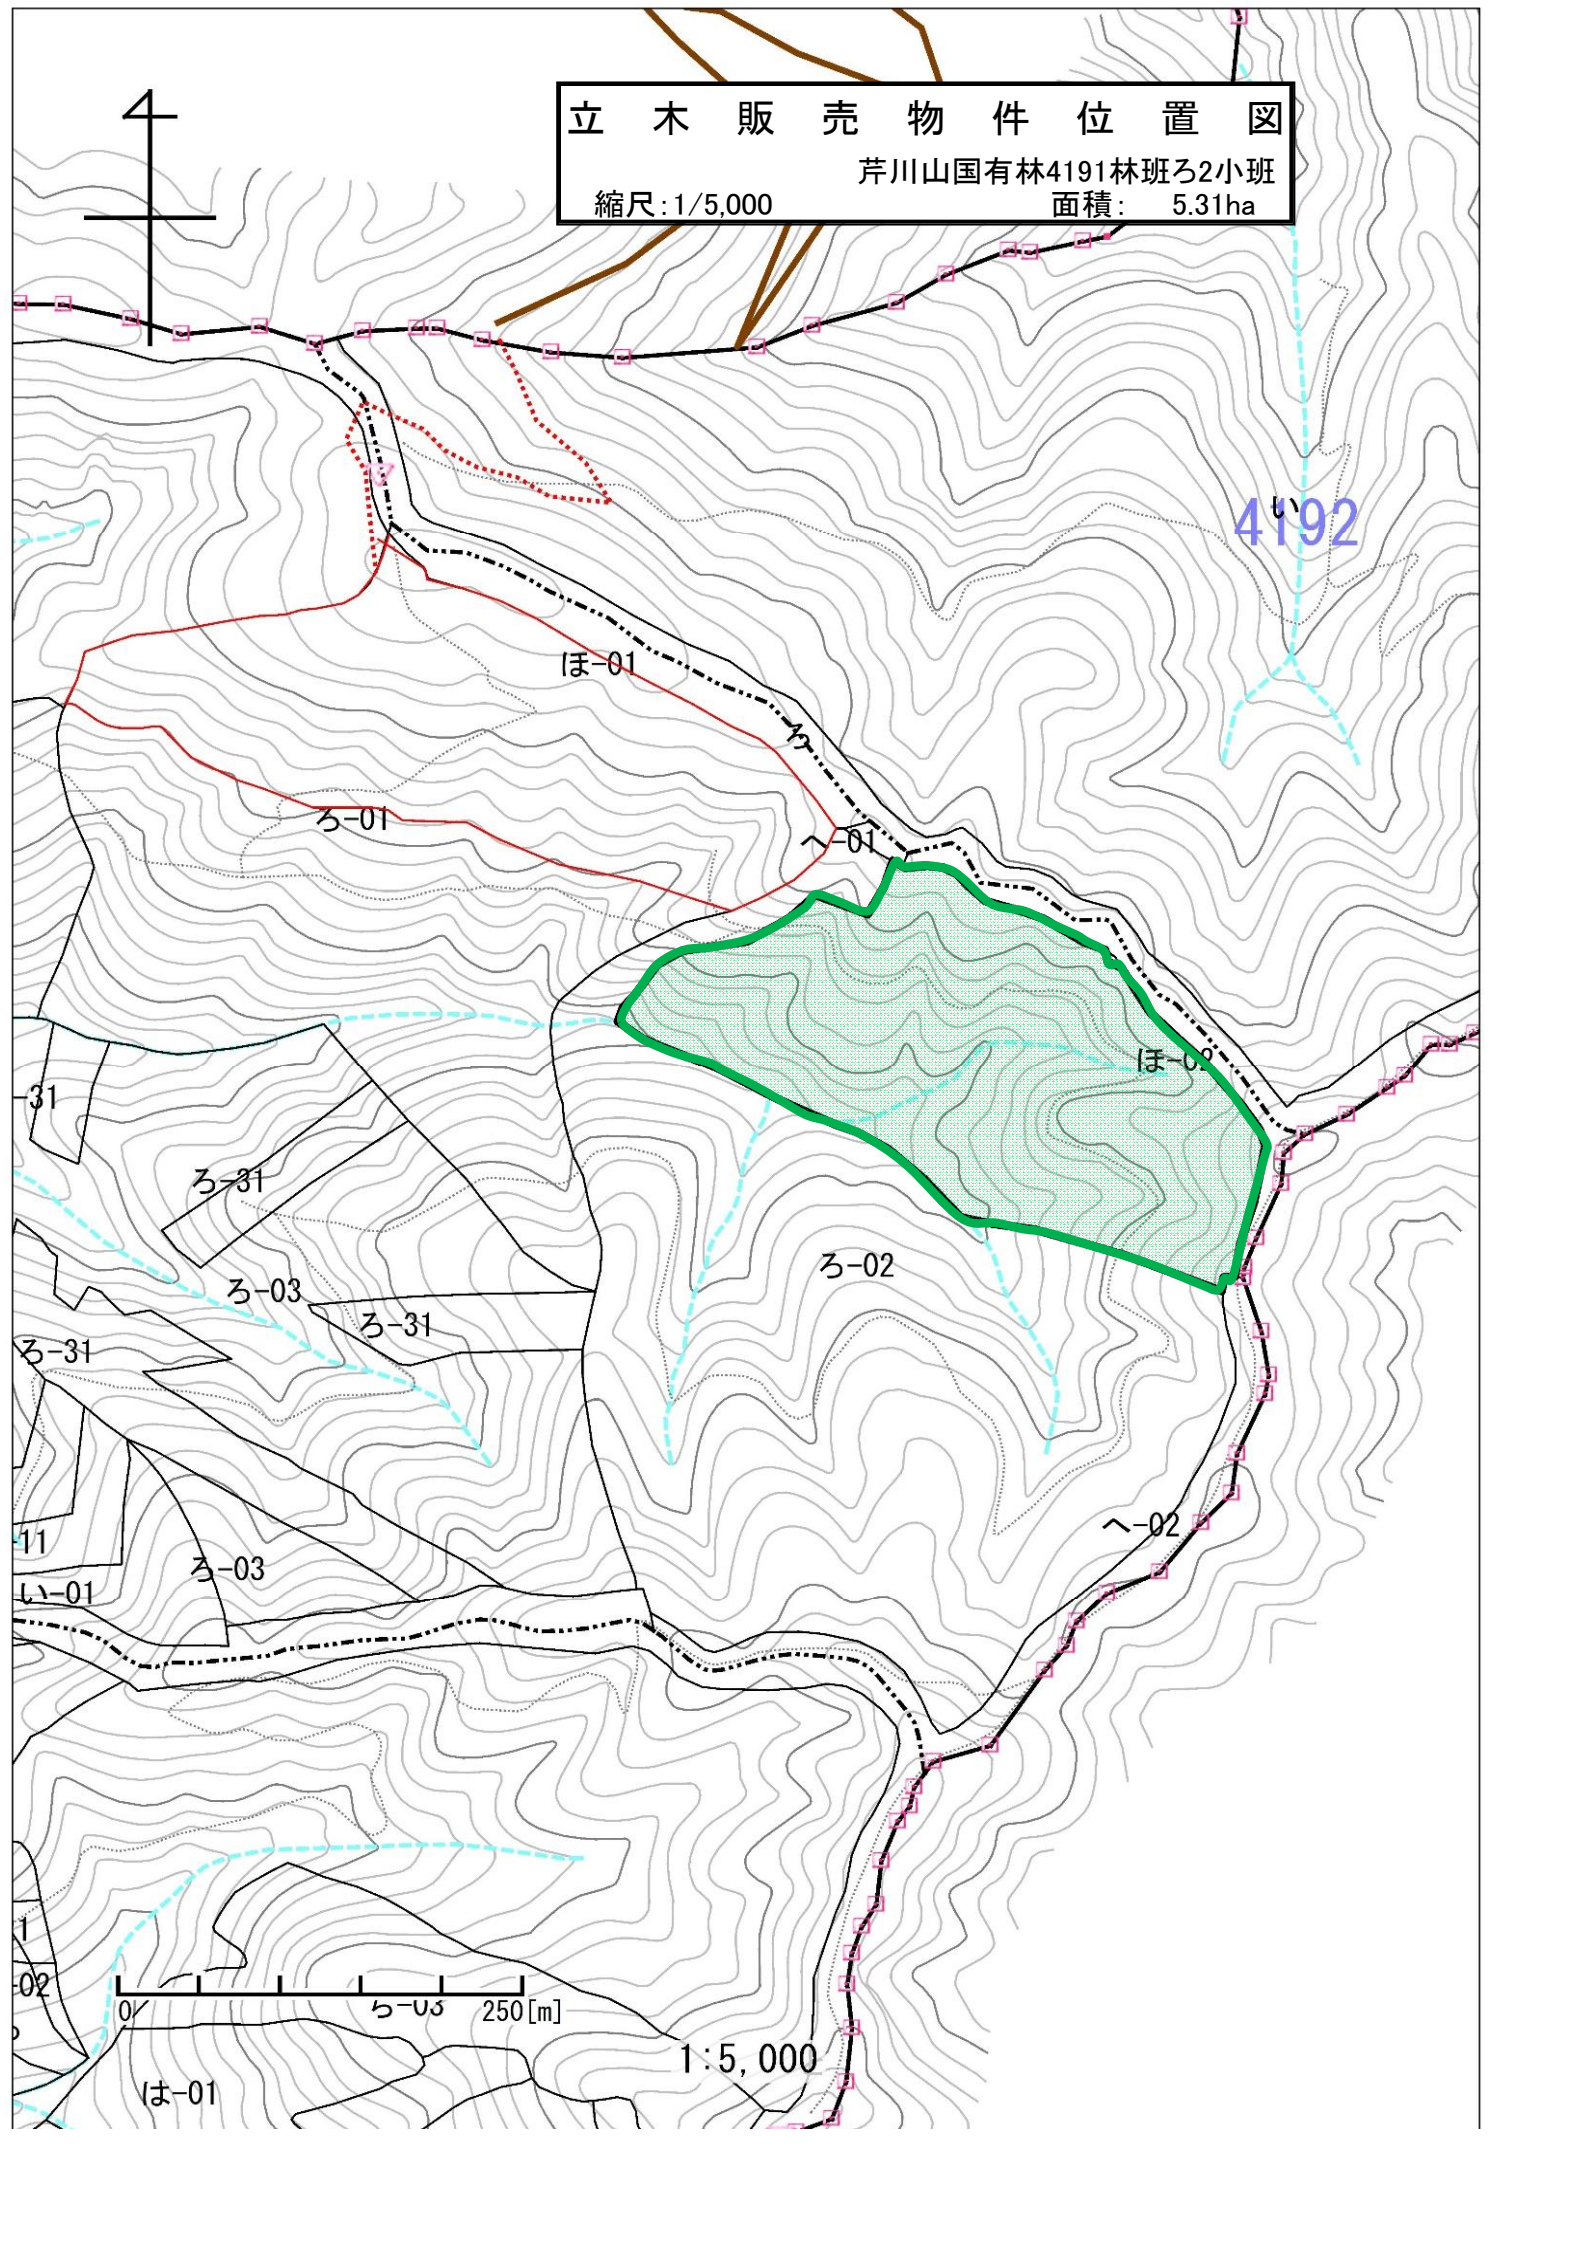 立木販売物件位置図
芹川山国有林4191林班ろ2小班
縮尺：1/5,000 面積： 5.31ha
4192
い
ほ-01
ろ-01
へ-01
ほ-02
-31
ろ-31
ろ-02
ろ-03
ろ-31
ろ-31
へ-02
11
ろ-03
い-01
1
-02
0 250[m]
ら-03
1:5,000
は-01